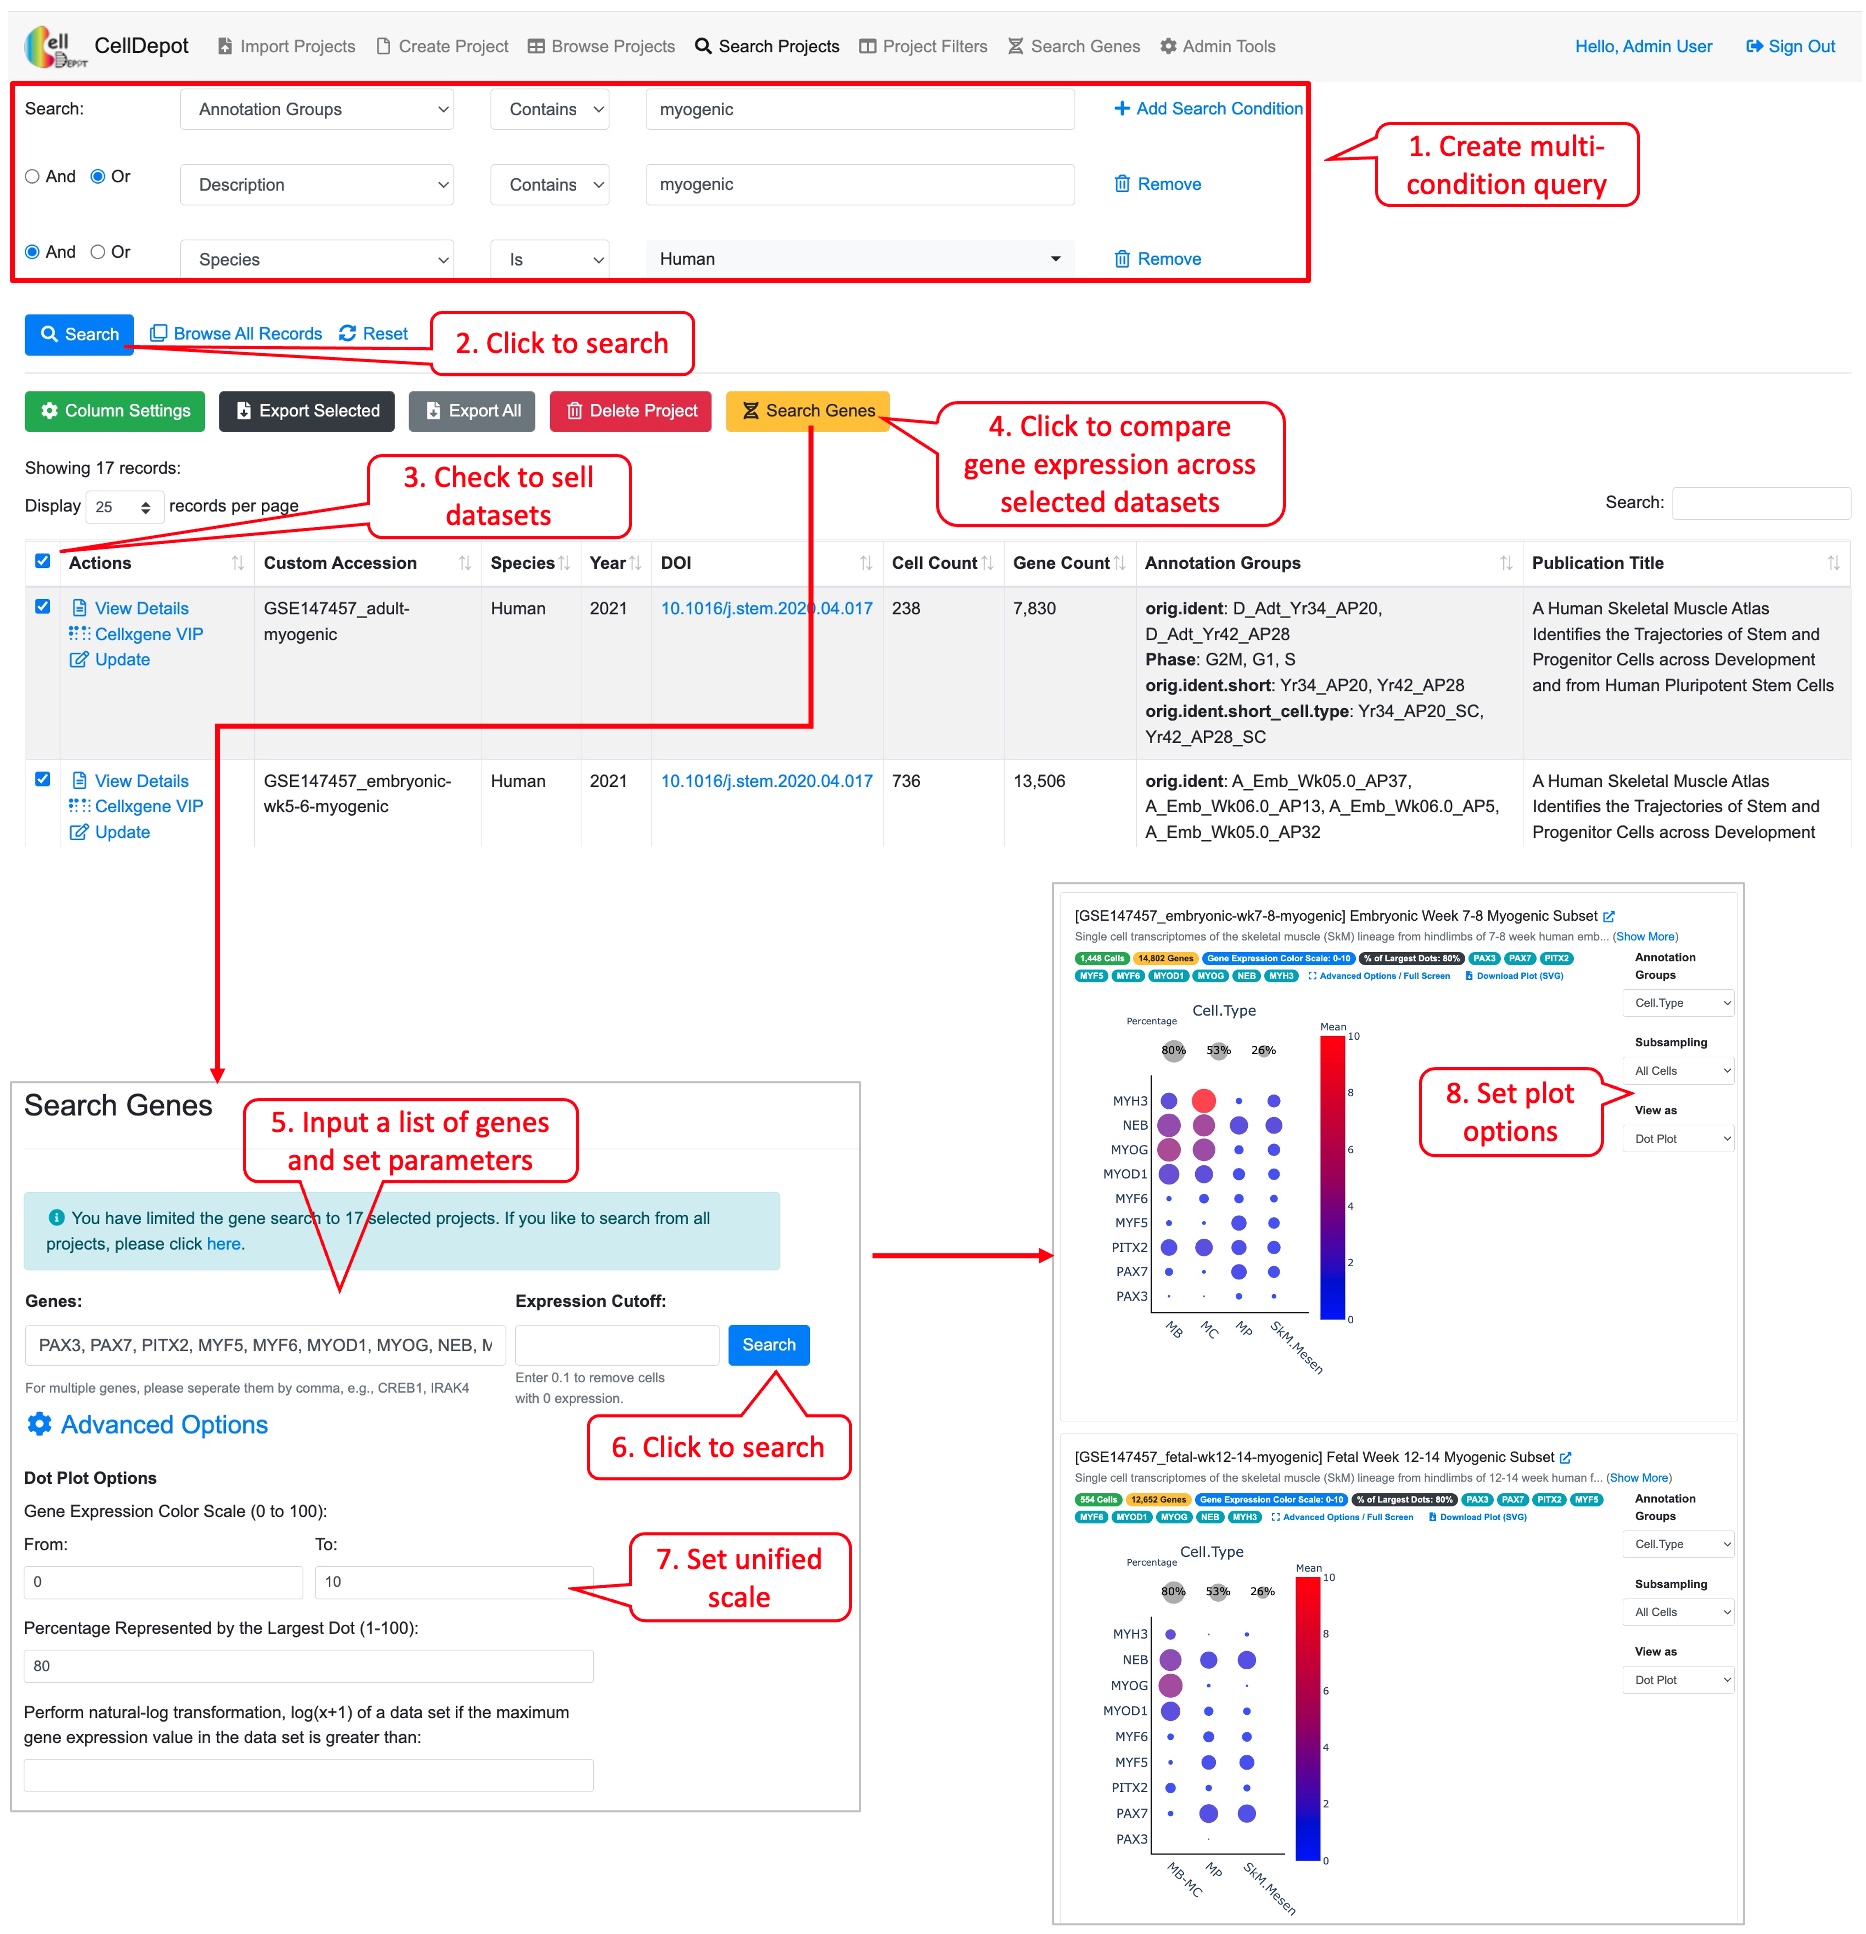 Cell Depot
CellDepot Import Projects Create Project Browse Projects Search Projects Project Filters Search Genes Admin Tools Hello, Admin User Sign Out
Search: Annotation Groups Contains myogenic Add Search Condition
And Or Description Contains myogenic Remove
And Or Species Is Human Remove
1. Create multi-
condition query
Search Browse All Records Reset
2. Click to search
Column Settings Export Selected Export All Delete Project Search Genes
4. Click to compare
gene expression across
selected datasets
Showing 17 records:
3. Check to sell
datasets
Display 25 records per page Search:
Actions Custom Accession Species Year DOI Cell Count Gene Count Annotation Groups Publication Title
View Details GSE147457_adult- Human 2021 10.1016/j.stem.2020.04.017 238 7,830 orig.ident: D_Adt_Yr34_AP20, A Human Skeletal Muscle Atlas
Cellxgene VIP myogenic D_Adt_Yr42_AP28 Identifies the Trajectories of Stem and
Update Phase: G2M, G1, S Progenitor Cells across Development
orig.ident.short: Yr34_AP20, Yr42_AP28 and from Human Pluripotent Stem Cells
orig.ident.short_cell.type: Yr34_AP20_SC,
Yr42_AP28_SC
View Details GSE147457_embryonic- Human 2021 10.1016/j.stem.2020.04.017 736 13,506 orig.ident: A_Emb_Wk05.0_AP37, A Human Skeletal Muscle Atlas
Cellxgene VIP wk5-6-myogenic A_Emb_Wk06.0_AP13, A_Emb_Wk06.0_AP5, Identifies the Trajectories of Stem and
Update A_Emb_Wk05.0_AP32 Progenitor Cells across Development
Search Genes
5. Input a list of genes
and set parameters
You have limited the gene search to 17 selected projects. If you like to search from all
projects, please click here.
Genes: Expression Cutoff:
PAX3, PAX7, PITX2, MYF5, MYF6, MYOD1, MYOG, NEB, M Search
For multiple genes, please seperate them by comma, e.g., CREB1, IRAK4
Enter 0.1 to remove cells
with 0 expression.
Advanced Options
6. Click to search
Dot Plot Options
Gene Expression Color Scale (0 to 100):
From: To:
0 10
7. Set unified
scale
Percentage Represented by the Largest Dot (1-100):
80
Perform natural-log transformation, log(x+1) of a data set if the maximum
gene expression value in the data set is greater than:
[GSE147457_embryonic-wk7-8-myogenic] Embryonic Week 7-8 Myogenic Subset
Single cell transcriptomes of the skeletal muscle (SkM) lineage from hindlimbs of 7-8 week human emb... (Show More)
1,448 Cells 14,802 Genes Gene Expression Color Scale: 0-10 % of Largest Dots: 80% PAX3 PAX7 PITX2
MYF5 MYF6 MYOD1 MYOG NEB MYH3 Advanced Options / Full Screen Download Plot (SVG)
Annotation
Groups
Cell.Type
Subsampling
All Cells
View as
Dot Plot
8. Set plot
options
Cell.Type
Percentage
80% 53% 26%
Mean
10
8
6
4
2
0
MYH3
NEB
MYOG
MYOD1
MYF6
MYF5
PITX2
PAX7
PAX3
MB MC MP SkM.Mesen
[GSE147457_fetal-wk12-14-myogenic] Fetal Week 12-14 Myogenic Subset
Single cell transcriptomes of the skeletal muscle (SkM) lineage from hindlimbs of 12-14 week human f... (Show More)
554 Cells 12,652 Genes Gene Expression Color Scale: 0-10 % of Largest Dots: 80% PAX3 PAX7 PITX2 MYF5
MYF6 MYOD1 MYOG NEB MYH3 Advanced Options / Full Screen Download Plot (SVG)
Annotation
Groups
Cell.Type
Subsampling
All Cells
View as
Dot Plot
Cell.Type
Percentage
80% 53% 26%
Mean
10
8
6
4
2
0
MYH3
NEB
MYOG
MYOD1
MYF6
MYF5
PITX2
PAX7
PAX3
MB-MC MP SkM.Mesen